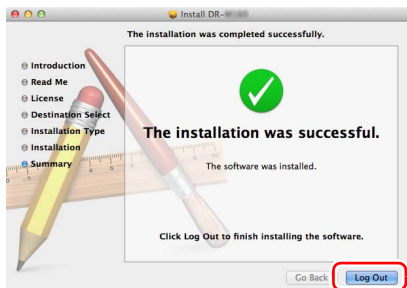 Install DR-
The installation was completed successfully.
Introduction
Read Me
License
Destination Select
Installation Type
Installation
Summary
The installation was successful.
The software was installed.
Click Log Out to finish installing the software.
Go Back
Log Out